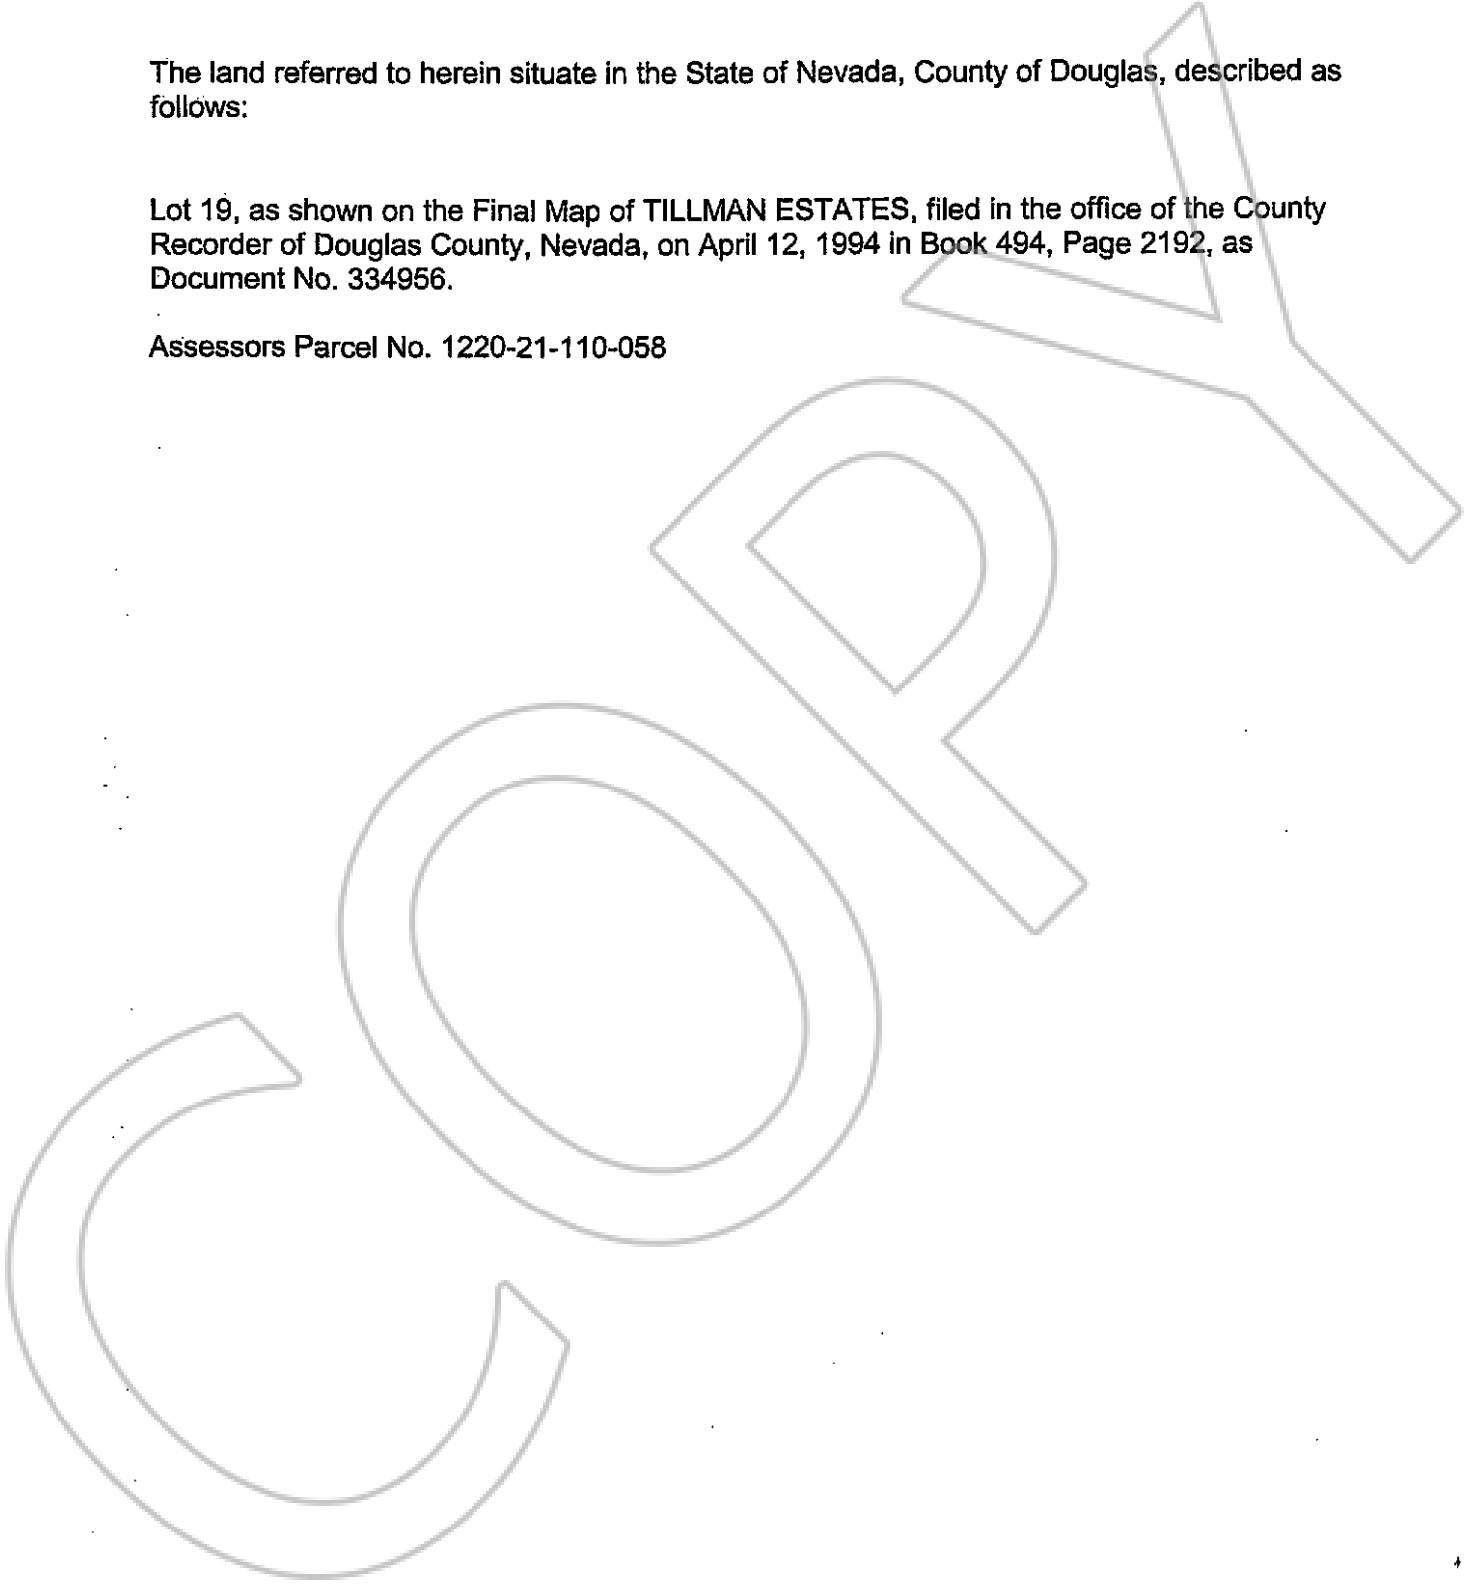 The land referred to herein situate in the State of Nevada, County of Douglas, described as
follows:
Lot 19, as shown on the Final Map of TILLMAN ESTATES, filed in the office of the County
Recorder of Douglas County, Nevada, on April 12, 1994 in Book 494, Page 2192, as
Document No. 334956.
Assessors Parcel No. 1220-21-110-058
COPY